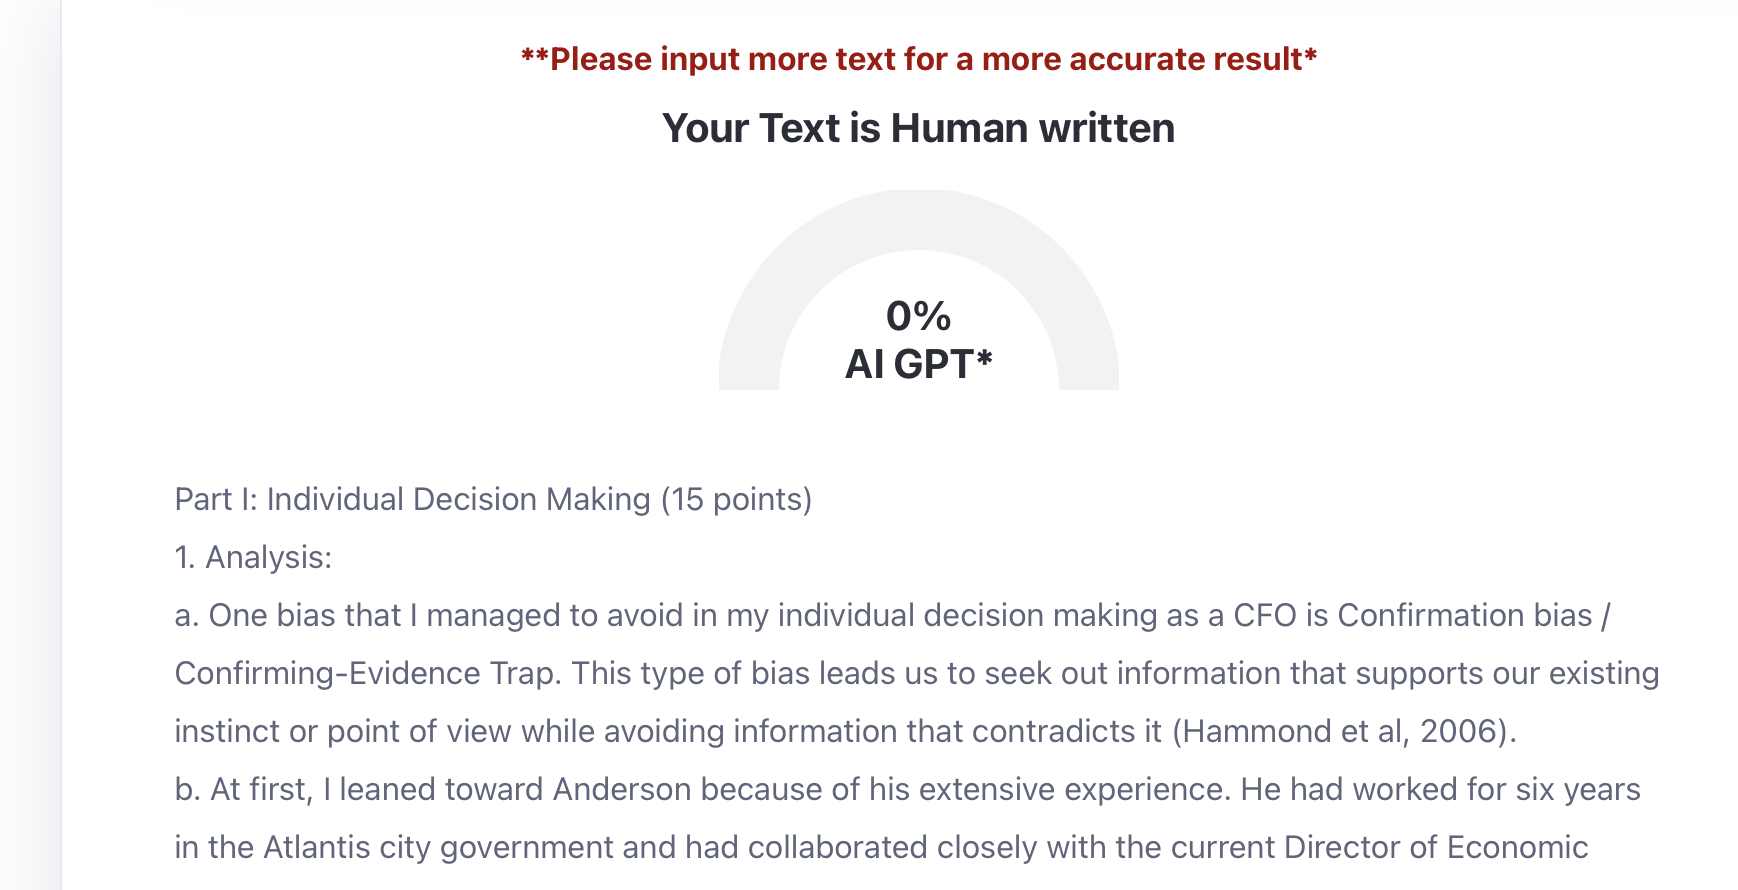 **Please input more text for a more accurate result*
Your Text is Human written
0%
AI GPT*
Part I: Individual Decision Making (15 points)
1. Analysis:
a. One bias that I managed to avoid in my individual decision making as a CFO is Confirmation bias /
Confirming-Evidence Trap. This type of bias leads us to seek out information that supports our existing
instinct or point of view while avoiding information that contradicts it (Hammond et al, 2006).
b. At first, I leaned toward Anderson because of his extensive experience. He had worked for six years
in the Atlantis city government and had collaborated closely with the current Director of Economic